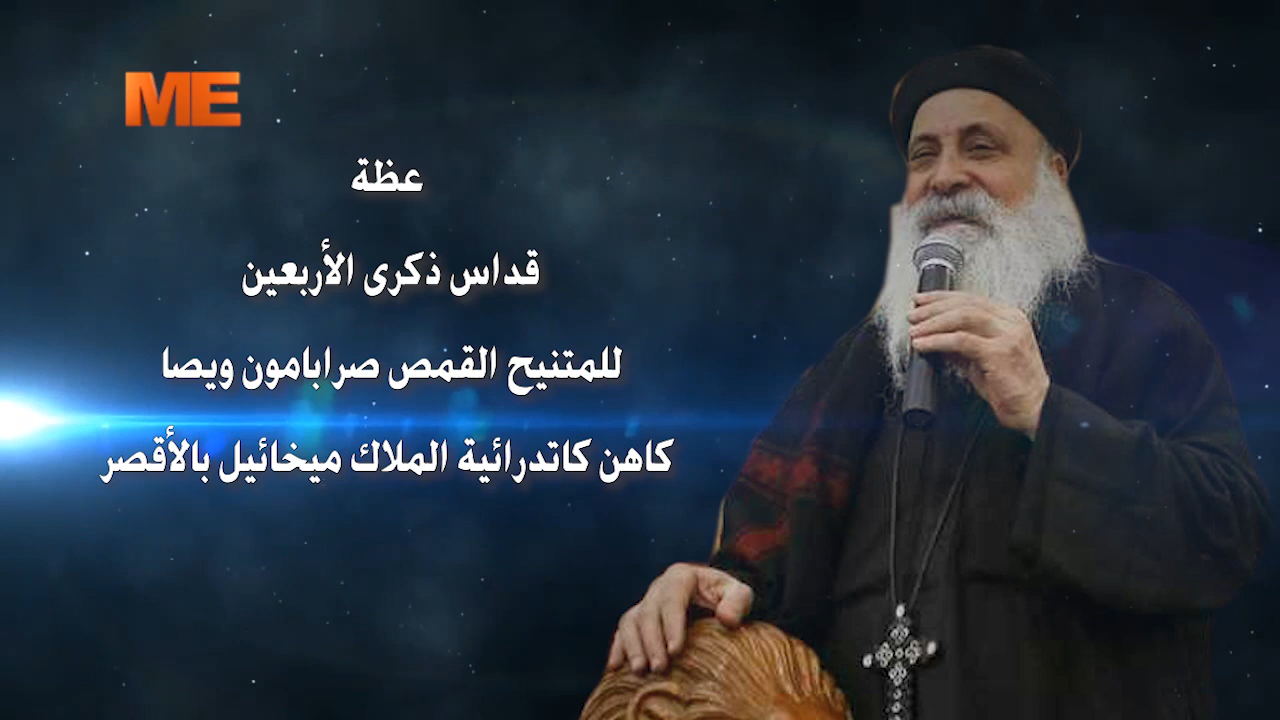 ME
عظة
قداس ذكرى الأربعين
للمتنيح القمص صرابامون ويصا
كاهن كاتدرائية الملاك ميخائيل بالأقصر